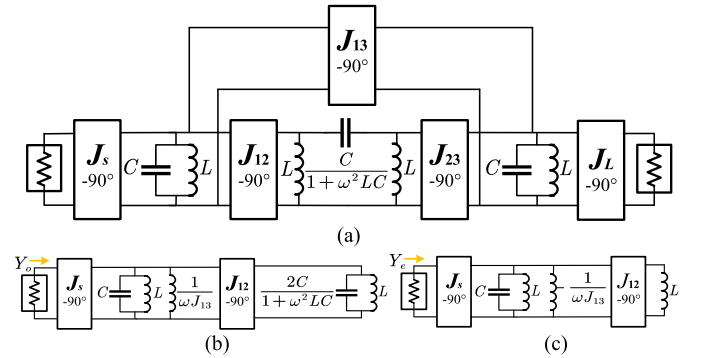 J13
-90°
Js
-90°
C
L
J12
-90°
L
C
1 + ω²LC
L
J23
-90°
C
L
JL
-90°
(a)
Yo
Js
-90°
C
L
1
ωJ13
J12
-90°
2C
1 + ω²LC
L
(b)
Ye
Js
-90°
C
L
- 1
ωJ13
J12
-90°
L
(c)